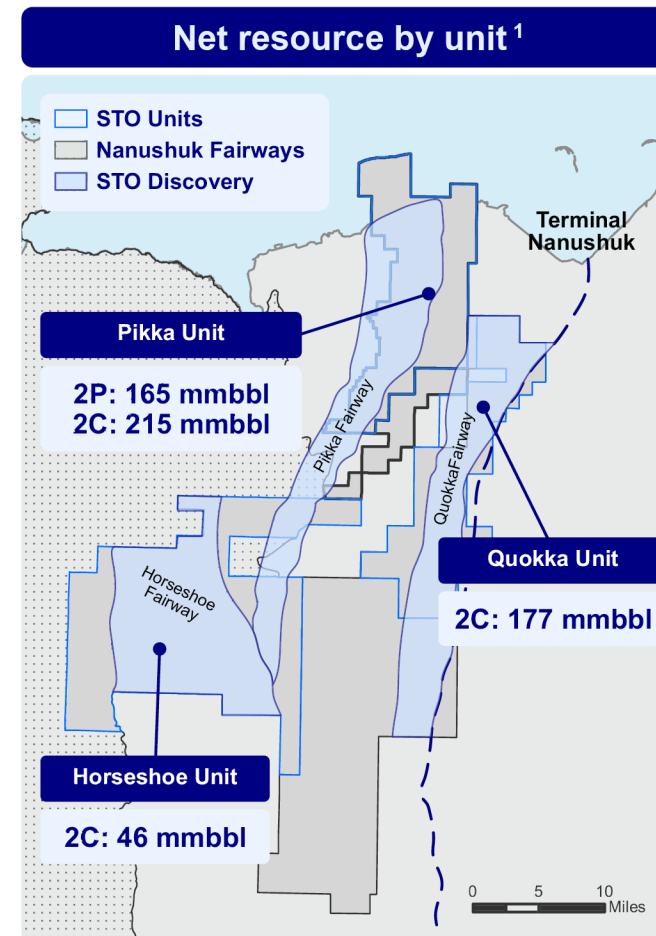 Net resource by unit 1
STO Units
Nanushuk Fairways
STO Discovery
Terminal
Nanushuk
Pikka Unit
2P: 165 mmbbl
2C: 215 mmbbl
Pikka Fairway
QuokkaFairway
Quokka Unit
2C: 177 mmbbl
Horseshoe
Fairway
Horseshoe Unit
2C: 46 mmbbl
0 5 10
Miles